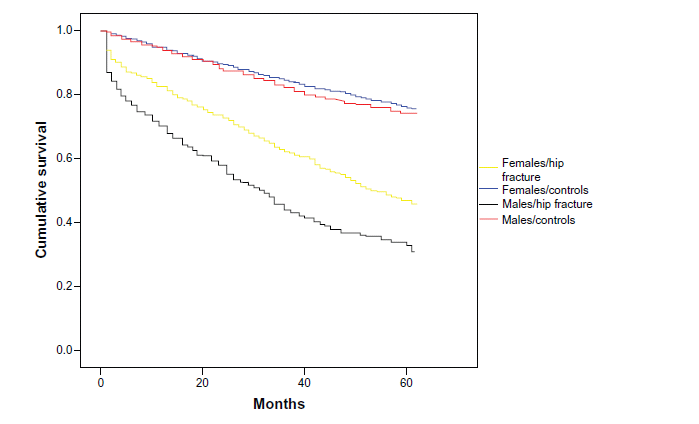 1.0
0.8
0.6
0.4
0.2
0.0
Cumulative survival
0 20 40 60
Months
Females/hip
fracture
Females/controls
Males/hip fracture
Males/controls